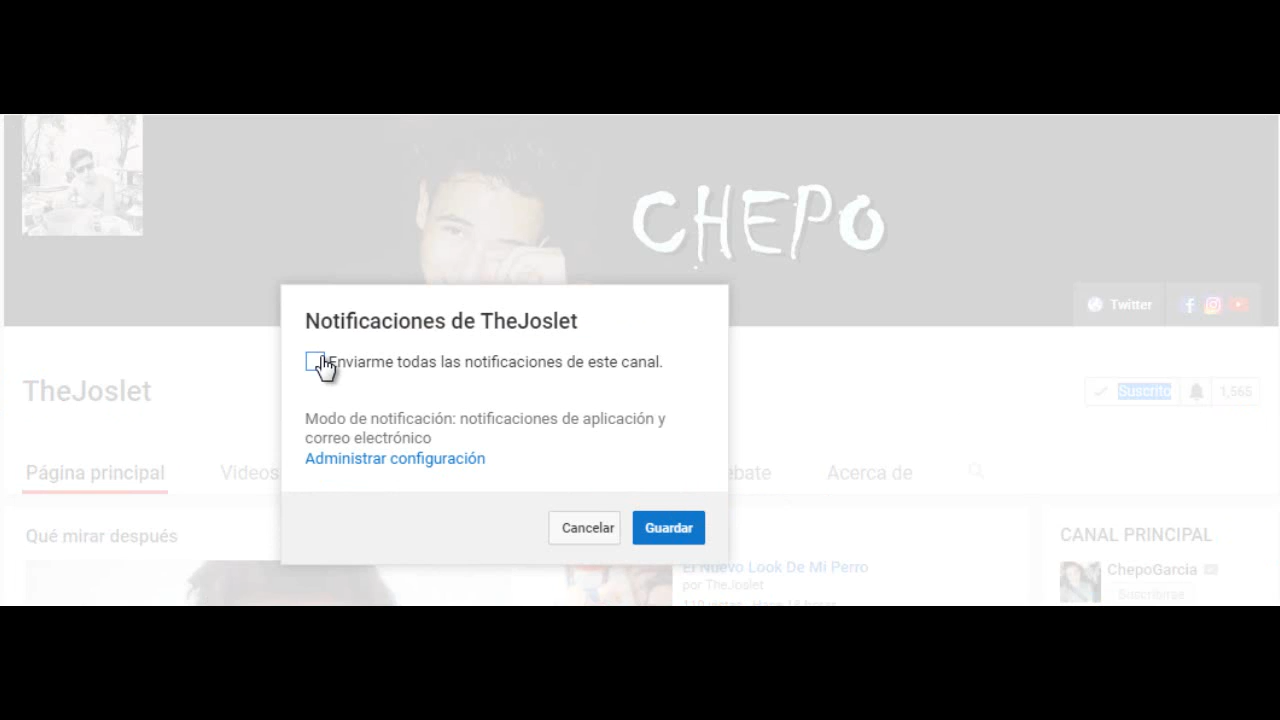 CHEPO
Twitter
Notificaciones de TheJoslet
Enviarme todas las notificaciones de este canal.
TheJoslet
Suscrito
1,565
Modo de notificación: notificaciones de aplicación y
correo electrónico
Administrar configuración
Página principal
Videos
ebate
Acerca de
Cancelar
Guardar
Qué mirar después
CANAL PRINCIPAL
El Nuevo Look De Mi Perro
por TheJoslet
ChepoGarcia
Suscribirse